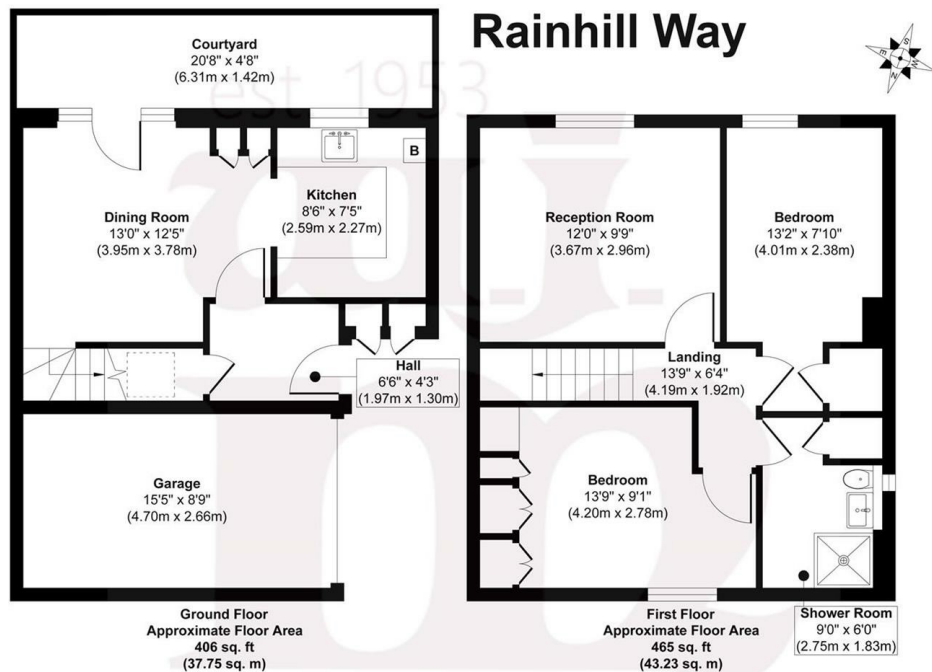 Rainhill Way
est. 1953
Courtyard
20'8" x 4'8"
(6.31m x 1.42m)
S
W
E
N
B
Kitchen
8'6" x 7'5"
(2.59m x 2.27m)
Dining Room
13'0" x 12'5"
(3.95m x 3.78m)
Hall
6'6" x 4'3"
(1.97m x 1.30m)
Garage
15'5" x 8'9"
(4.70m x 2.66m)
Ground Floor
Approximate Floor Area
406 sq. ft
(37.75 sq. m)
Reception Room
12'0" x 9'9"
(3.67m x 2.96m)
Bedroom
13'2" x 7'10"
(4.01m x 2.38m)
Landing
13'9" x 6'4"
(4.19m x 1.92m)
Bedroom
13'9" x 9'1"
(4.20m x 2.78m)
Shower Room
9'0" x 6'0"
(2.75m x 1.83m)
First Floor
Approximate Floor Area
465 sq. ft
(43.23 sq. m)